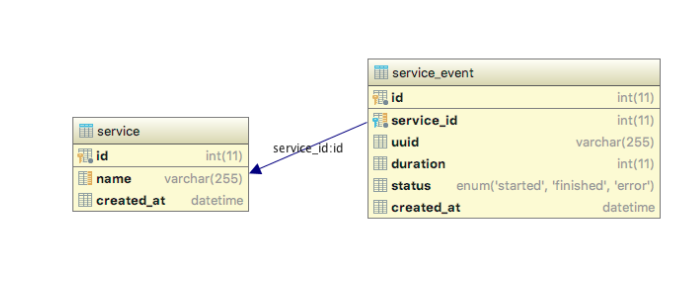 service
id int(11)
name varchar(255)
created_at datetime
service_id:id
service_event
id int(11)
service_id int(11)
uuid varchar(255)
duration int(11)
status enum('started', 'finished', 'error')
created_at datetime